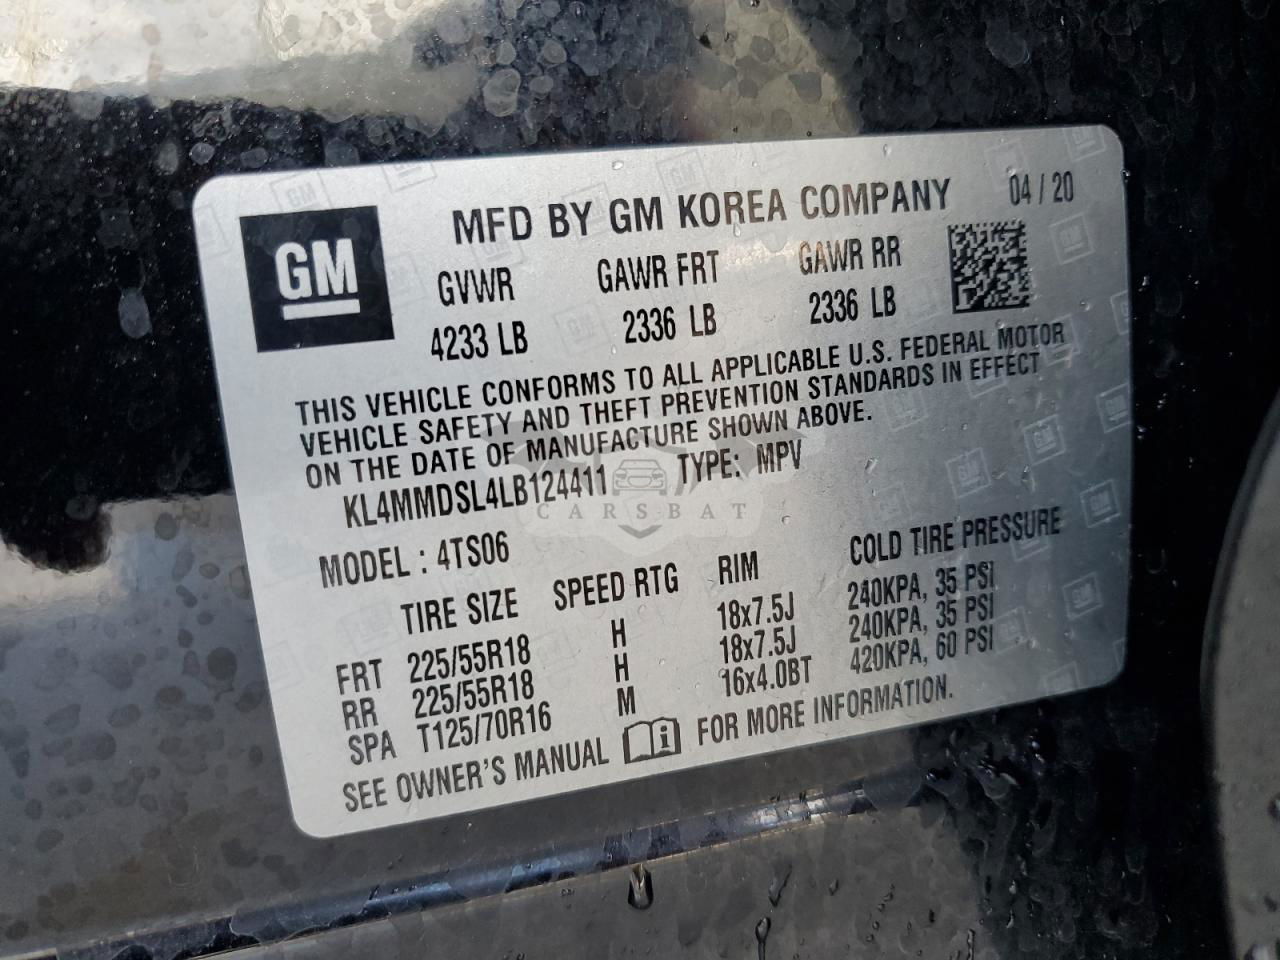 MFD BY GM KOREA COMPANY 04 / 20
GM
GVWR GAWR FRT GAWR RR
4233 LB 2336 LB 2336 LB
THIS VEHICLE CONFORMS TO ALL APPLICABLE U.S. FEDERAL MOTOR
VEHICLE SAFETY AND THEFT PREVENTION STANDARDS IN EFFECT
ON THE DATE OF MANUFACTURE SHOWN ABOVE.
KL4MMDSL4LB124411 TYPE: MPV
CARSBAT
MODEL : 4TS06
TIRE SIZE SPEED RTG RIM COLD TIRE PRESSURE
FRT 225/55R18 H 18x7.5J 240KPA, 35 PSI
RR 225/55R18 H 18x7.5J 240KPA, 35 PSI
SPA T125/70R16 M 16x4.0BT 420KPA, 60 PSI
SEE OWNER'S MANUAL i FOR MORE INFORMATION.